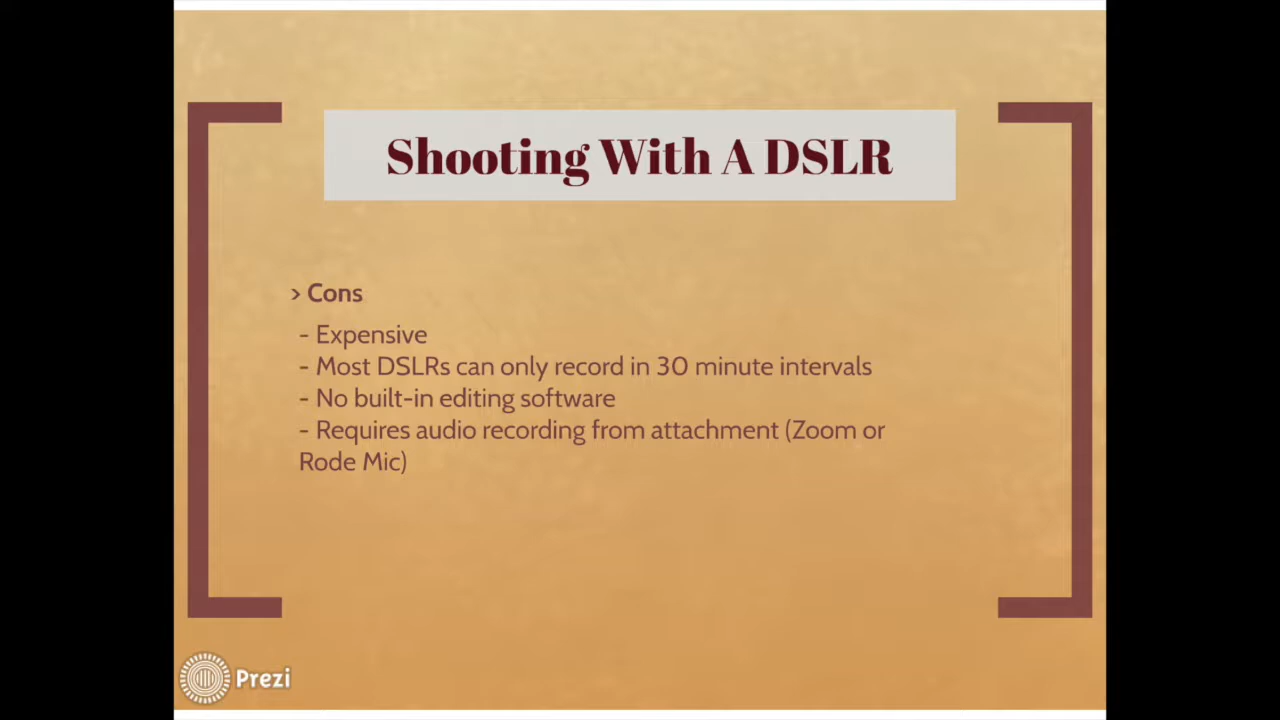 Shooting With A DSLR
> Cons
- Expensive
- Most DSLRs can only record in 30 minute intervals
- No built-in editing software
- Requires audio recording from attachment (Zoom or
Rode Mic)
Prezi